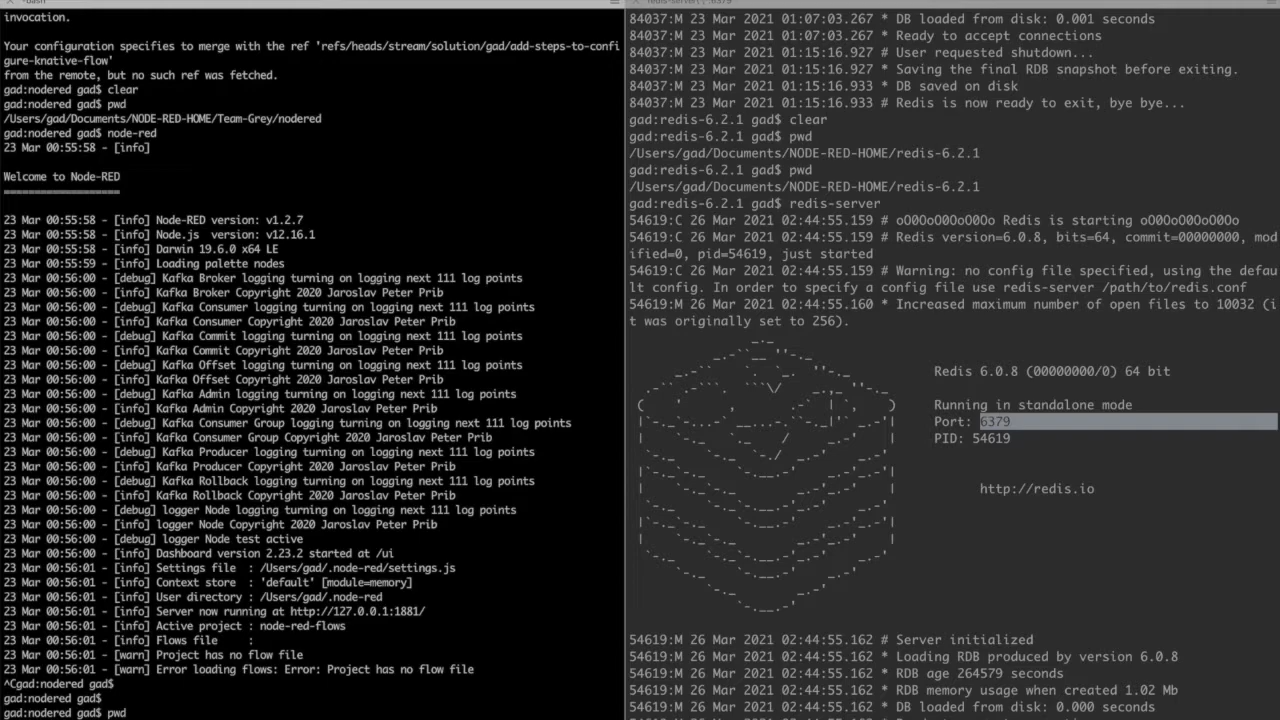 -bash
invocation.
Your configuration specifies to merge with the ref 'refs/heads/stream/solution/gad/add-steps-to-confi
gure-knative-flow'
from the remote, but no such ref was fetched.
gad:nodered gad$ clear
gad:nodered gad$ pwd
/Users/gad/Documents/NODE-RED-HOME/Team-Grey/nodered
gad:nodered gad$ node-red
23 Mar 00:55:58 - [info]
Welcome to Node-RED
===================
23 Mar 00:55:58 - [info] Node-RED version: v1.2.7
23 Mar 00:55:58 - [info] Node.js  version: v12.16.1
23 Mar 00:55:58 - [info] Darwin 19.6.0 x64 LE
23 Mar 00:55:59 - [info] Loading palette nodes
23 Mar 00:56:00 - [debug] Kafka Broker logging turning on logging next 111 log points
23 Mar 00:56:00 - [info] Kafka Broker Copyright 2020 Jaroslav Peter Prib
23 Mar 00:56:00 - [debug] Kafka Consumer logging turning on logging next 111 log points
23 Mar 00:56:00 - [info] Kafka Consumer Copyright 2020 Jaroslav Peter Prib
23 Mar 00:56:00 - [debug] Kafka Commit logging turning on logging next 111 log points
23 Mar 00:56:00 - [info] Kafka Commit Copyright 2020 Jaroslav Peter Prib
23 Mar 00:56:00 - [debug] Kafka Offset logging turning on logging next 111 log points
23 Mar 00:56:00 - [info] Kafka Offset Copyright 2020 Jaroslav Peter Prib
23 Mar 00:56:00 - [debug] Kafka Admin logging turning on logging next 111 log points
23 Mar 00:56:00 - [info] Kafka Admin Copyright 2020 Jaroslav Peter Prib
23 Mar 00:56:00 - [debug] Kafka Consumer Group logging turning on logging next 111 log points
23 Mar 00:56:00 - [info] Kafka Consumer Group Copyright 2020 Jaroslav Peter Prib
23 Mar 00:56:00 - [debug] Kafka Producer logging turning on logging next 111 log points
23 Mar 00:56:00 - [info] Kafka Producer Copyright 2020 Jaroslav Peter Prib
23 Mar 00:56:00 - [debug] Kafka Rollback logging turning on logging next 111 log points
23 Mar 00:56:00 - [info] Kafka Rollback Copyright 2020 Jaroslav Peter Prib
23 Mar 00:56:00 - [debug] logger Node logging turning on logging next 111 log points
23 Mar 00:56:00 - [info] logger Node Copyright 2020 Jaroslav Peter Prib
23 Mar 00:56:00 - [debug] logger Node test active
23 Mar 00:56:00 - [info] Dashboard version 2.23.2 started at /ui
23 Mar 00:56:01 - [info] Settings file  : /Users/gad/.node-red/settings.js
23 Mar 00:56:01 - [info] Context store  : 'default' [module=memory]
23 Mar 00:56:01 - [info] User directory : /Users/gad/.node-red
23 Mar 00:56:01 - [info] Server now running at http://127.0.0.1:1881/
23 Mar 00:56:01 - [info] Active project : node-red-flows
23 Mar 00:56:01 - [info] Flows file     :
23 Mar 00:56:01 - [warn] Project has no flow file
23 Mar 00:56:01 - [warn] Error loading flows: Error: Project has no flow file
^Cgad:nodered gad$
gad:nodered gad$
gad:nodered gad$ pwd
84037:M 23 Mar 2021 01:07:03.267 * DB loaded from disk: 0.001 seconds
84037:M 23 Mar 2021 01:07:03.267 * Ready to accept connections
84037:M 23 Mar 2021 01:15:16.927 # User requested shutdown...
84037:M 23 Mar 2021 01:15:16.927 * Saving the final RDB snapshot before exiting.
84037:M 23 Mar 2021 01:15:16.933 * DB saved on disk
84037:M 23 Mar 2021 01:15:16.933 # Redis is now ready to exit, bye bye...
gad:redis-6.2.1 gad$ clear
gad:redis-6.2.1 gad$ pwd
/Users/gad/Documents/NODE-RED-HOME/redis-6.2.1
gad:redis-6.2.1 gad$ pwd
/Users/gad/Documents/NODE-RED-HOME/redis-6.2.1
gad:redis-6.2.1 gad$ redis-server
54619:C 26 Mar 2021 02:44:55.159 # oO0OoO0OoO0Oo Redis is starting oO0OoO0OoO0Oo
54619:C 26 Mar 2021 02:44:55.159 # Redis version=6.0.8, bits=64, commit=00000000, mod
ified=0, pid=54619, just started
54619:C 26 Mar 2021 02:44:55.159 # Warning: no config file specified, using the defau
lt config. In order to specify a config file use redis-server /path/to/redis.conf
54619:M 26 Mar 2021 02:44:55.160 * Increased maximum number of open files to 10032 (i
t was originally set to 256).
Redis 6.0.8 (00000000/0) 64 bit
Running in standalone mode
Port: 6379
PID: 54619
http://redis.io
54619:M 26 Mar 2021 02:44:55.162 # Server initialized
54619:M 26 Mar 2021 02:44:55.162 * Loading RDB produced by version 6.0.8
54619:M 26 Mar 2021 02:44:55.162 * RDB age 264579 seconds
54619:M 26 Mar 2021 02:44:55.162 * RDB memory usage when created 1.02 Mb
54619:M 26 Mar 2021 02:44:55.162 * DB loaded from disk: 0.000 seconds